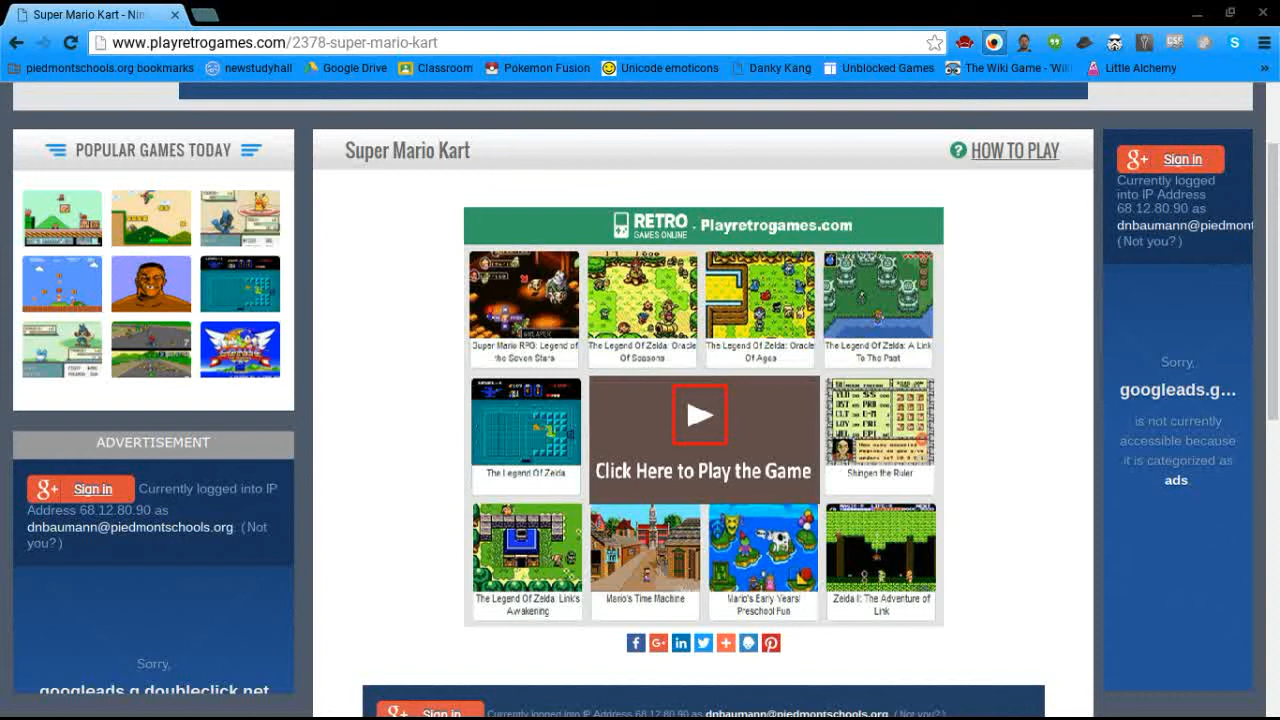 Super Mario Kart - Nin
www.playretrogames.com/2378-super-mario-kart
piedmontschools.org bookmarks
newstudyhall
Google Drive
Classroom
Pokemon Fusion
Unicode emoticons
Danky Kang
Unblocked Games
The Wiki Game - 'Wiki
Little Alchemy
»
POPULAR GAMES TODAY
Super Mario Kart
? HOW TO PLAY
g+ Sign in
Currently logged
into IP Address
68.12.80.90 as
dnbaumann@piedmont
(Not you?)
RETRO
GAMES ONLINE
- Playretrogames.com
Super Mario RPG: Legend of
the Seven Stars
The Legend Of Zelda: Oracle
Of Seasons
The Legend Of Zelda: Oracle
Of Ages
The Legend Of Zelda: A Link
To The Past
The Legend Of Zelda
Click Here to Play the Game
Shingen the Ruler
The Legend Of Zelda: Link's
Awakening
Mario's Time Machine
Mario's Early Years!
Preschool Fun
Zelda II: The Adventure of
Link
ADVERTISEMENT
g+ Sign in Currently logged into IP
Address 68.12.80.90 as
dnbaumann@piedmontschools.org. (Not
you?)
Sorry,
googleads.g.doubleclick.net
Sorry,
googleads.g...
is not currently
accessible because
it is categorized as
ads
g+ Sign in Currently logged into IP Address 68.12.80.90 as dnbaumann@piedmontschools.org. (Not you?)